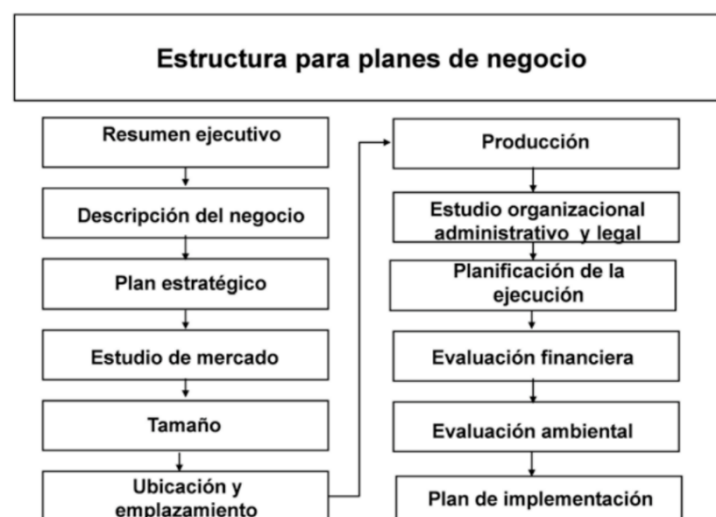 Estructura para planes de negocio
Resumen ejecutivo
Descripción del negocio
Plan estratégico
Estudio de mercado
Tamaño
Ubicación y
emplazamiento
Producción
Estudio organizacional
administrativo y legal
Planificación de la
ejecución
Evaluación financiera
Evaluación ambiental
Plan de implementación